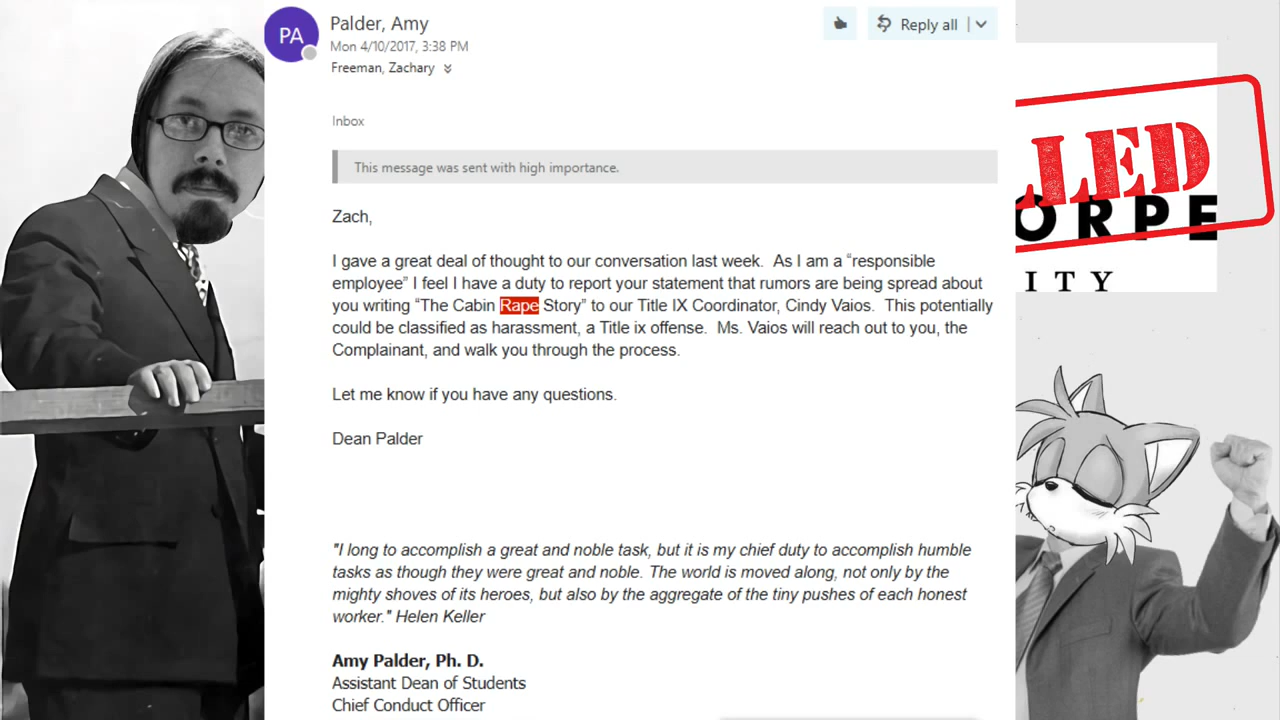 PA
Palder, Amy
Reply all
Mon 4/10/2017, 3:38 PM
Freeman, Zachary
Inbox
This message was sent with high importance.
Zach,
I gave a great deal of thought to our conversation last week.  As I am a “responsible
employee” I feel I have a duty to report your statement that rumors are being spread about
you writing “The Cabin Rape Story” to our Title IX Coordinator, Cindy Vaios.  This potentially
could be classified as harassment, a Title ix offense.  Ms. Vaios will reach out to you, the
Complainant, and walk you through the process.
Let me know if you have any questions.
Dean Palder
"I long to accomplish a great and noble task, but it is my chief duty to accomplish humble
tasks as though they were great and noble. The world is moved along, not only by the
mighty shoves of its heroes, but also by the aggregate of the tiny pushes of each honest
worker." Helen Keller
Amy Palder, Ph. D.
Assistant Dean of Students
Chief Conduct Officer
LED
ORPE
ITY